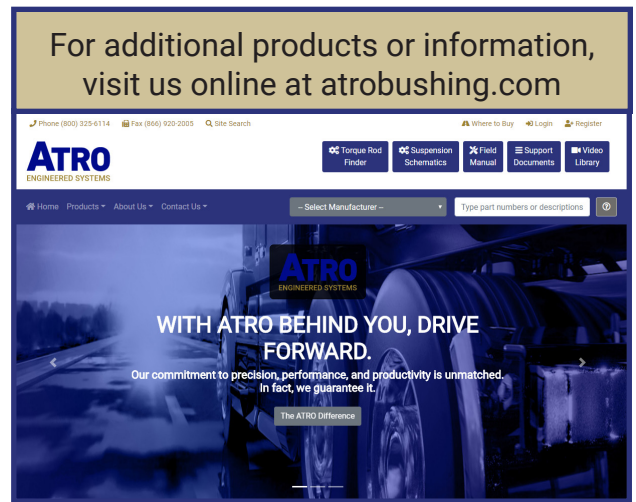 For additional products or information,
visit us online at atrobushing.com
Phone (800) 325-6114 Fax (866) 920-2005 Site Search
Where to Buy Login Register
ATRO
ENGINEERED SYSTEMS
Torque Rod
Finder
Suspension
Schematics
Field
Manual
Support
Documents
Video
Library
Home Products About Us Contact Us
-- Select Manufacturer --
Type part numbers or descriptions
?
ATRO
ENGINEERED SYSTEMS
WITH ATRO BEHIND YOU, DRIVE
FORWARD.
Our commitment to precision, performance, and productivity is unmatched.
In fact, we guarantee it.
The ATRO Difference